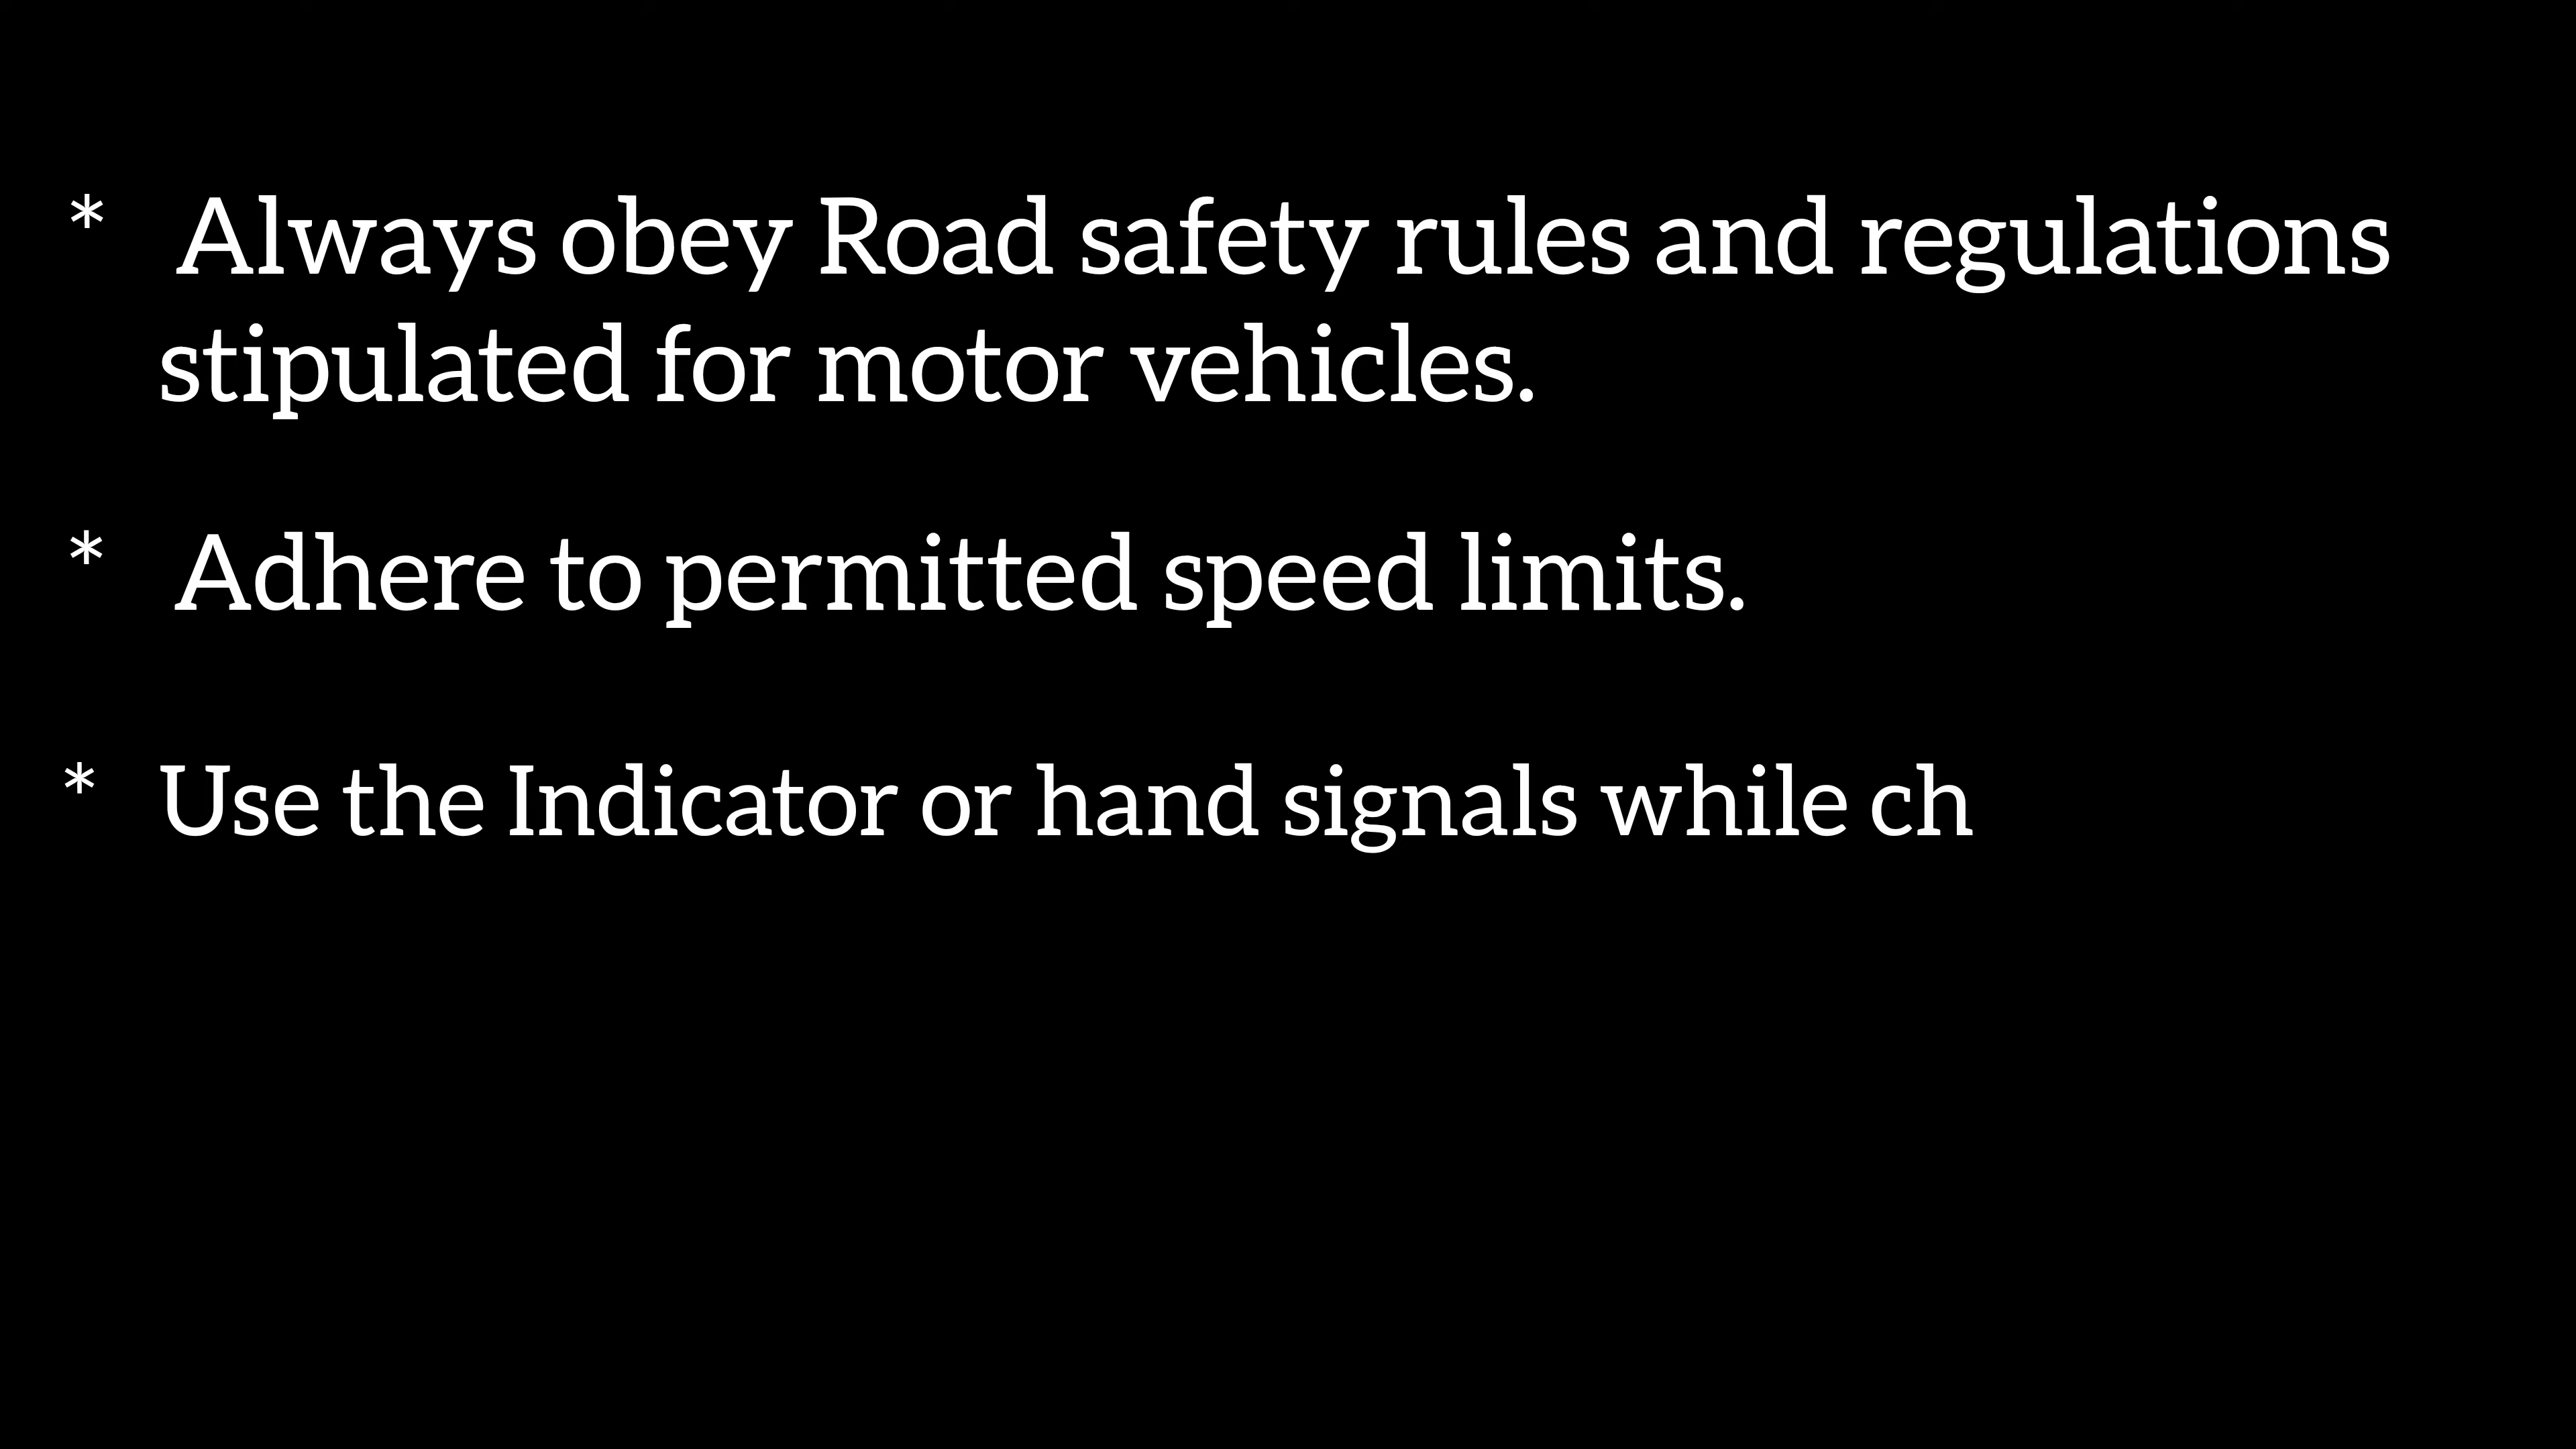 * Always obey Road safety rules and regulations
stipulated for motor vehicles.
* Adhere to permitted speed limits.
* Use the Indicator or hand signals while ch